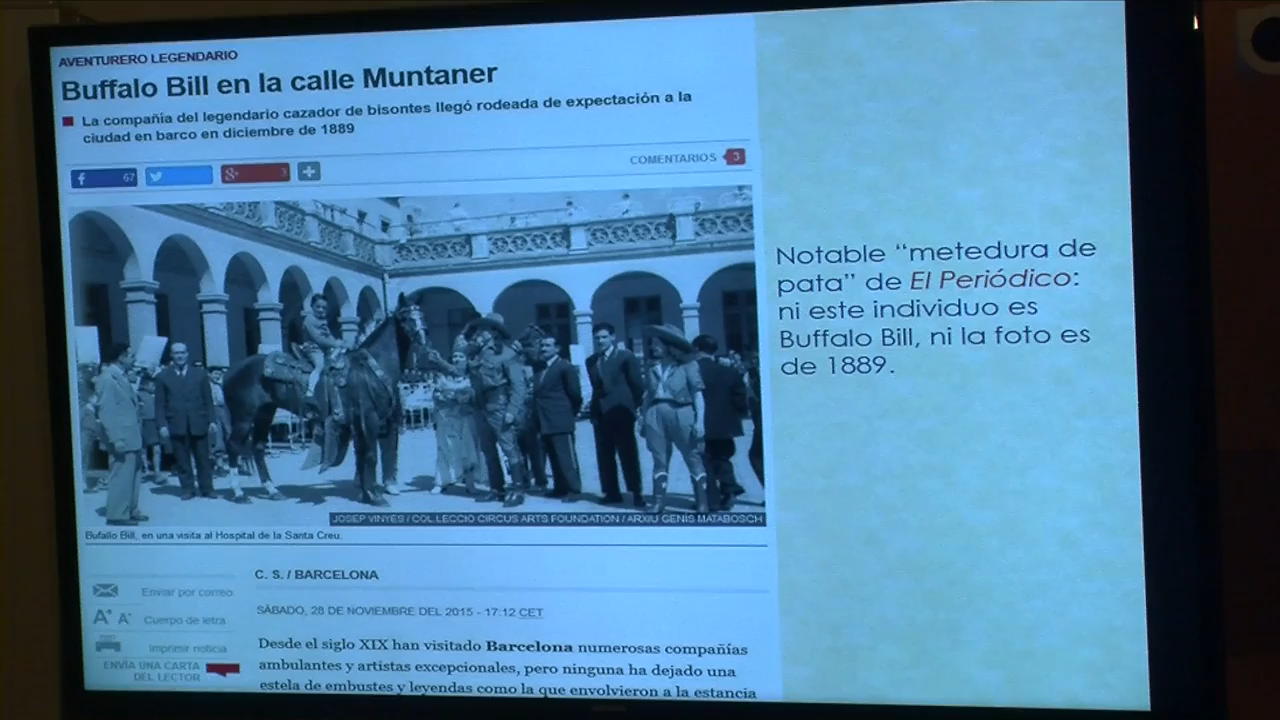 AVENTURERO LEGENDARIO
Buffalo Bill en la calle Muntaner
La compañía del legendario cazador de bisontes llegó rodeada de expectación a la
ciudad en barco en diciembre de 1889
f 67
g+ 3
+
COMENTARIOS 3
JOSEP VINYES / COL.LECCIO CIRCUS ARTS FOUNDATION / ARXIU GENIS MATABOSCH
Bufallo Bill, en una visita al Hospital de la Santa Creu.
C. S. / BARCELONA
Enviar por correo
SÁBADO, 28 DE NOVIEMBRE DEL 2015 - 17:12 CET
A+ A- Cuerpo de letra
Imprimir noticia
ENVÍA UNA CARTA
DEL LECTOR
Desde el siglo XIX han visitado Barcelona numerosas compañías
ambulantes y artistas excepcionales, pero ninguna ha dejado una
estela de embustes y leyendas como la que envolvieron a la estancia
Notable “metedura de
pata” de El Periódico:
ni este individuo es
Buffalo Bill, ni la foto es
de 1889.